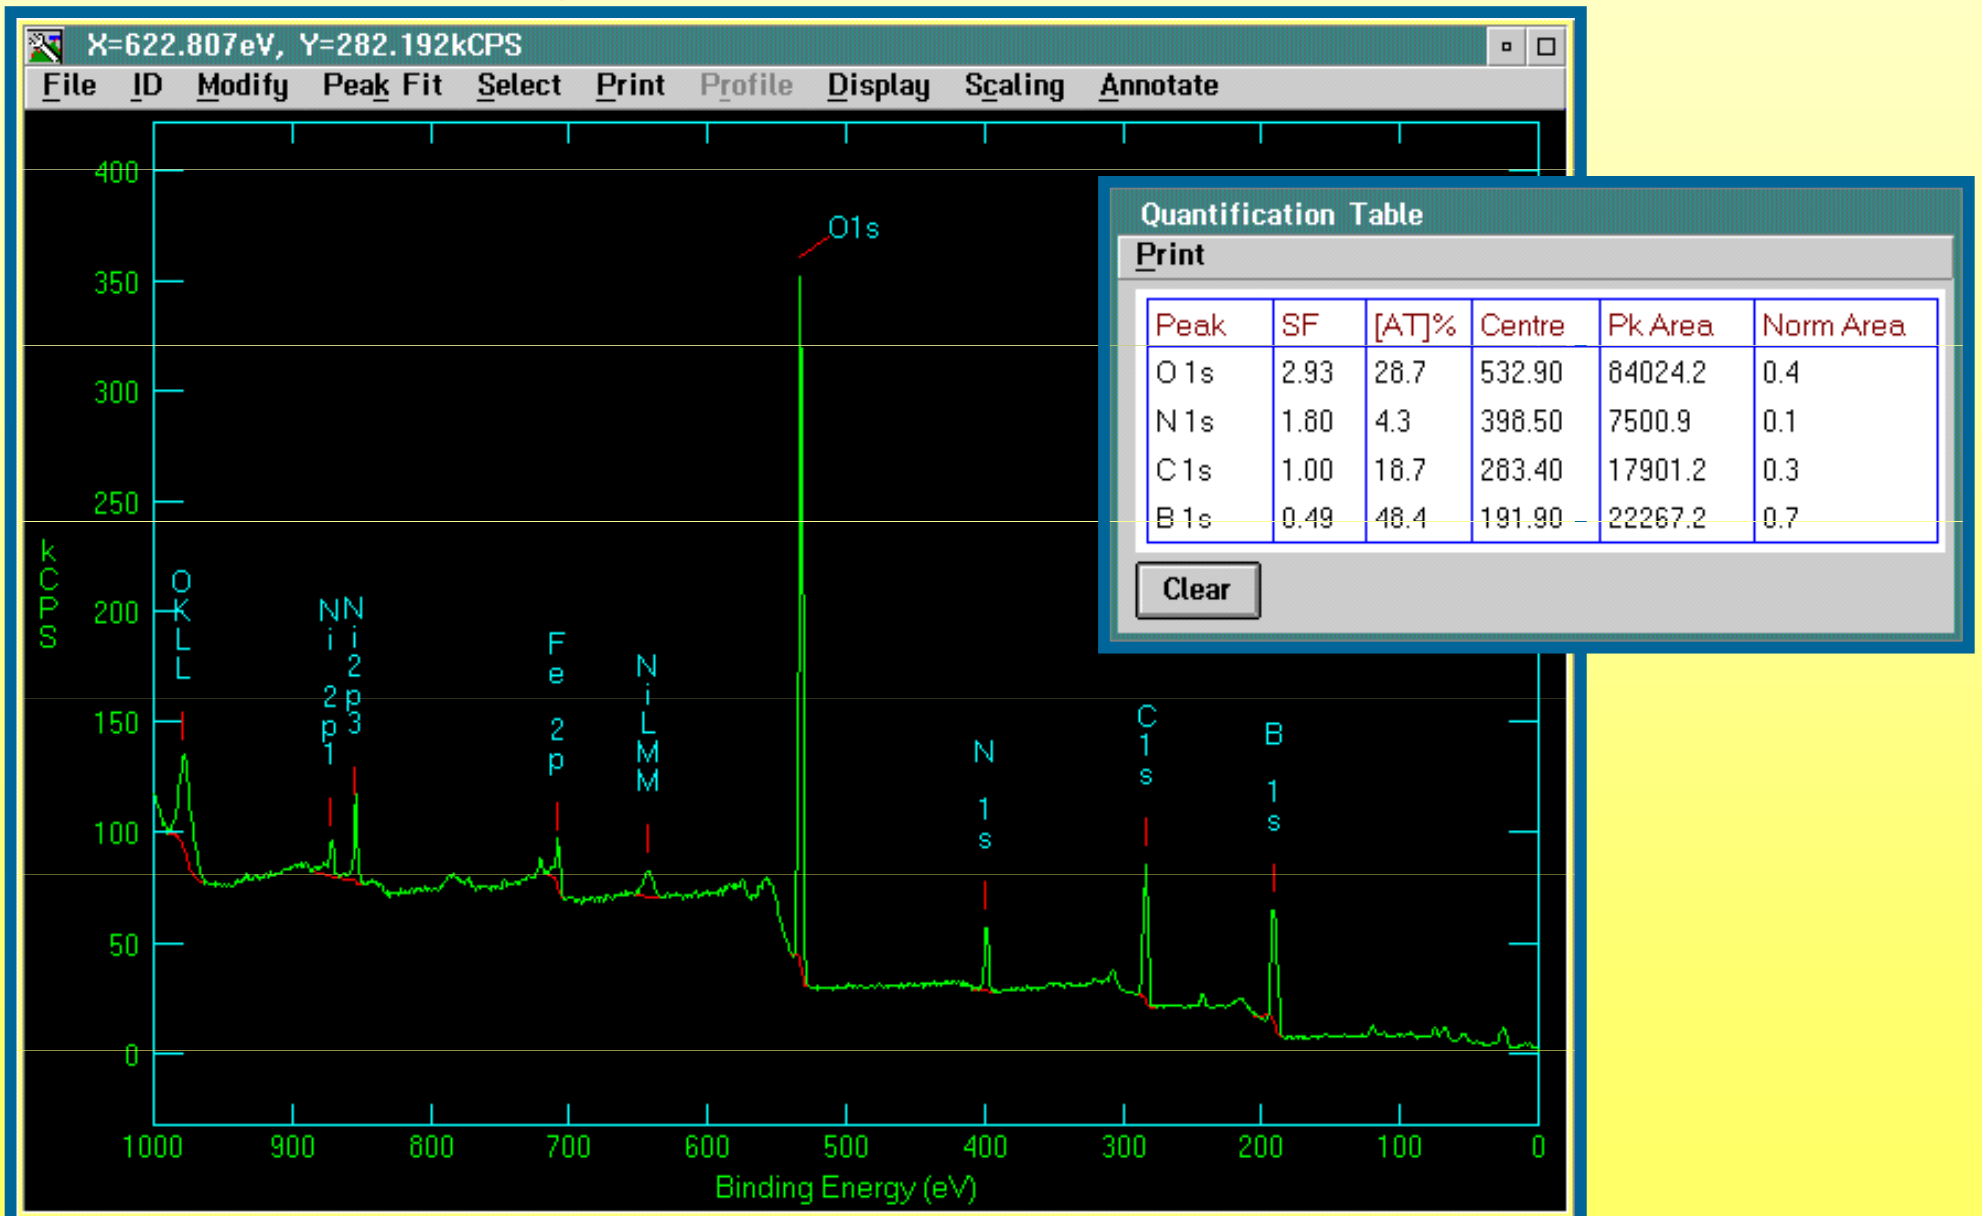 X=622.807eV, Y=282.192kCPS
File ID Modify Peak Fit Select Print Profile Display Scaling Annotate
400
350
300
250
200
150
100
50
0
kCPS
O KLL
Ni 2p1
Ni2p3
Fe 2p
NiLMM
O1s
N 1s
C1s
B 1s
1000 900 800 700 600 500 400 300 200 100 0
Binding Energy (eV)
Quantification Table
Print
Peak SF [AT]% Centre Pk Area Norm Area
O 1s 2.93 28.7 532.90 84024.2 0.4
N 1s 1.80 4.3 398.50 7500.9 0.1
C 1s 1.00 18.7 283.40 17901.2 0.3
B 1s 0.49 48.4 191.90 22267.2 0.7
Clear